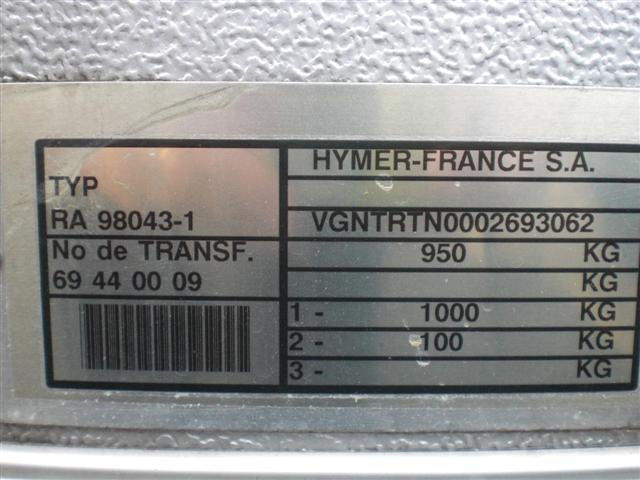 HYMER-FRANCE S.A.
TYP
RA 98043-1
VGNTRTN0002693062
No de TRANSF.
950 KG
69 44 00 09
KG
1 - 1000 KG
2 - 100 KG
3 - KG